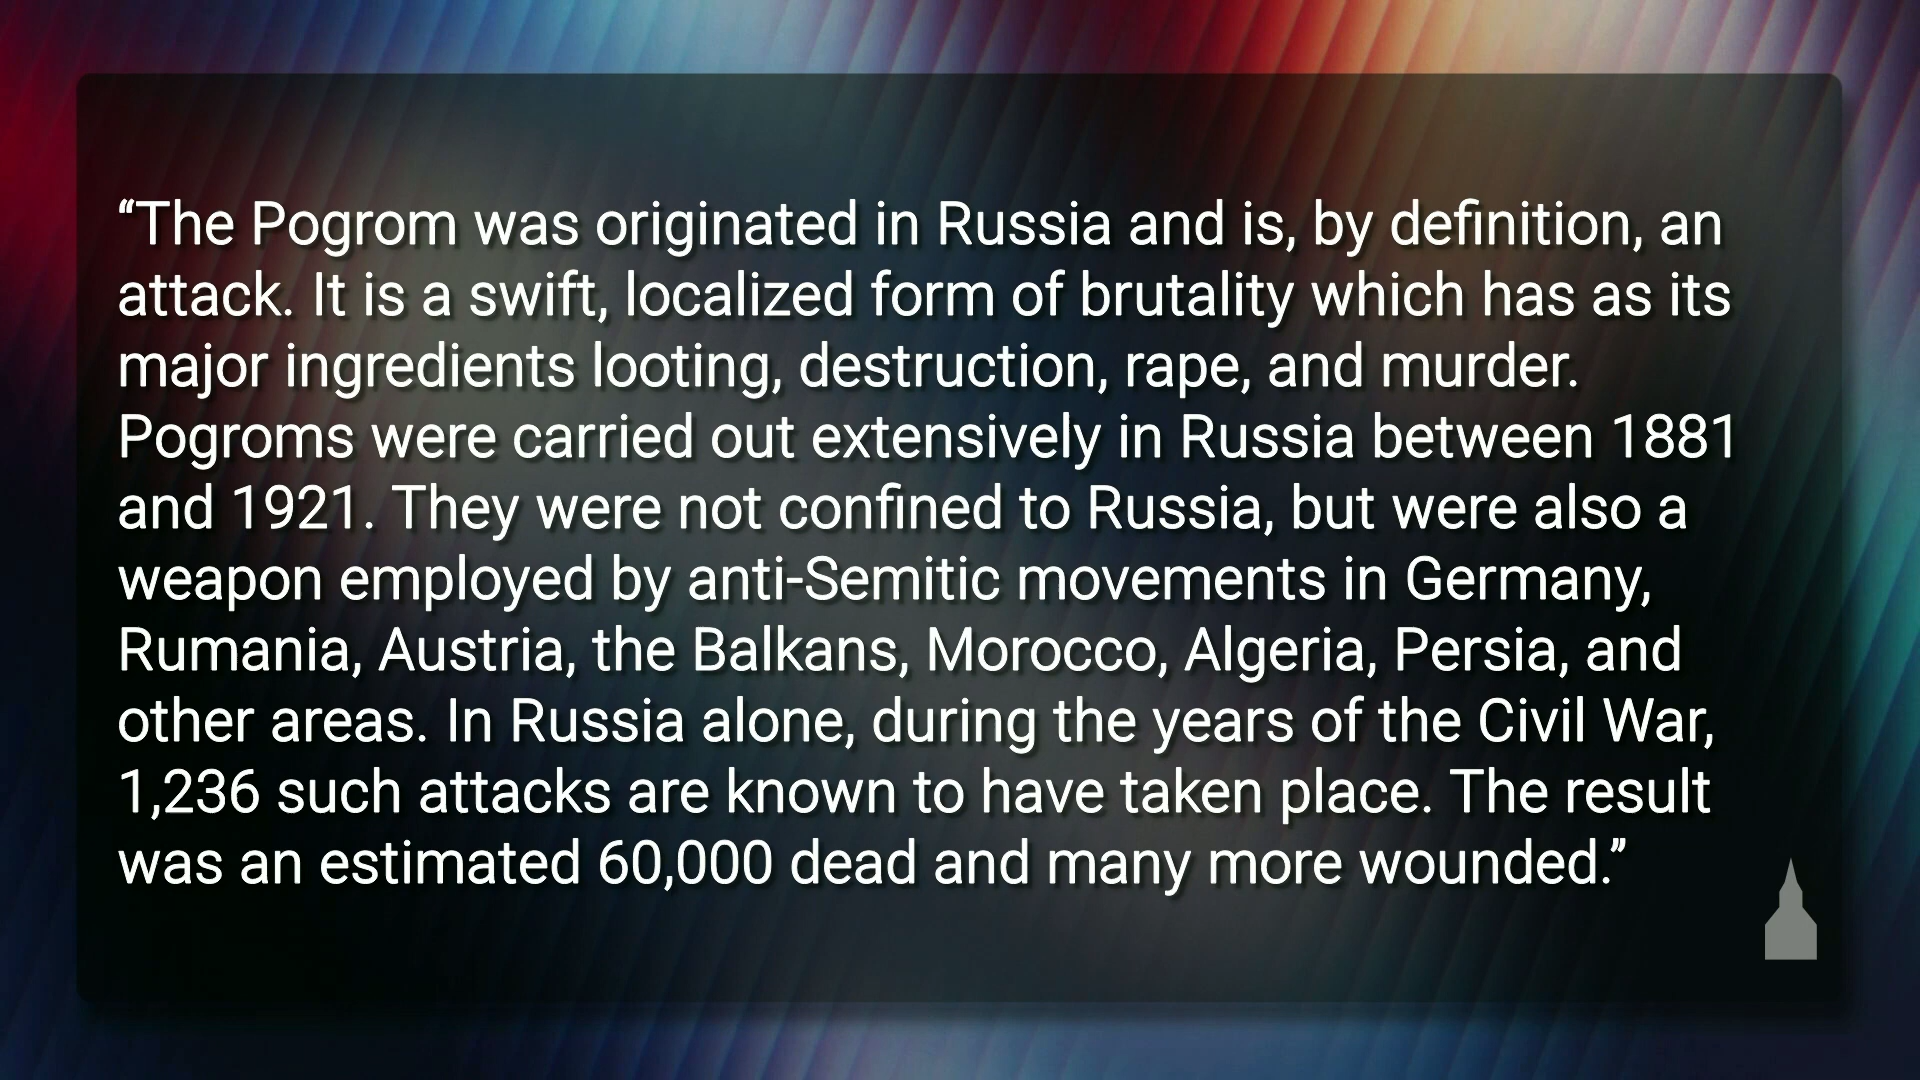 “The Pogrom was originated in Russia and is, by definition, an
attack. It is a swift, localized form of brutality which has as its
major ingredients looting, destruction, rape, and murder.
Pogroms were carried out extensively in Russia between 1881
and 1921. They were not confined to Russia, but were also a
weapon employed by anti-Semitic movements in Germany,
Rumania, Austria, the Balkans, Morocco, Algeria, Persia, and
other areas. In Russia alone, during the years of the Civil War,
1,236 such attacks are known to have taken place. The result
was an estimated 60,000 dead and many more wounded.”